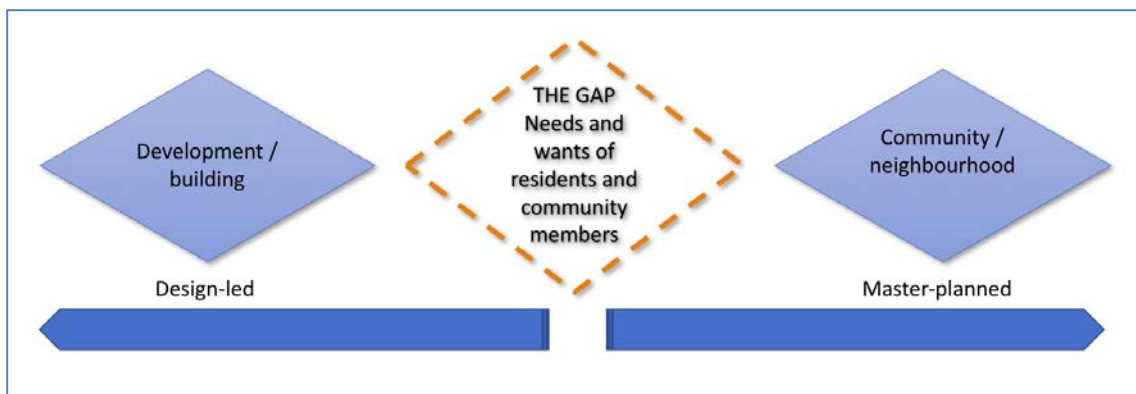 Development /
building
THE GAP
Needs and
wants of
residents and
community
members
Community /
neighbourhood
Design-led
Master-planned